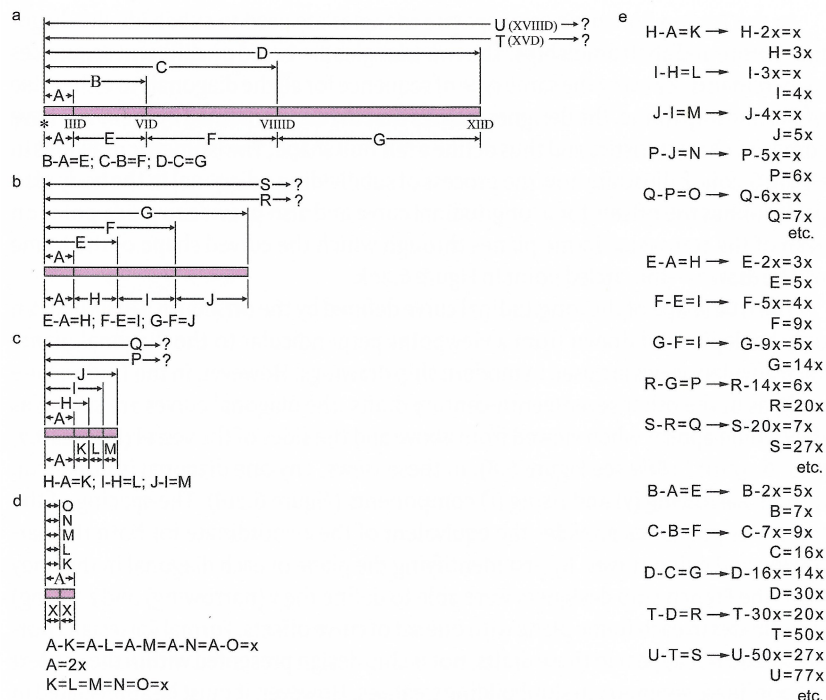 a
U (XVIIID) ?
T (XVD) ?
D
C
B
A
* IIID VID VIIIID XIID
A E F G
B-A=E; C-B=F; D-C=G
b
S ?
R ?
G
F
E
A
A H I J
E-A=H; F-E=I; G-F=J
c
Q ?
P ?
J
I
H
A
A K L M
H-A=K; I-H=L; J-I=M
d
O
N
M
L
K
A
X X
A-K=A-L=A-M=A-N=A-O=x
A=2x
K=L=M=N=O=x
e
H-A=K → H-2x=x
H=3x
I-H=L → I-3x=x
I=4x
J-I=M → J-4x=x
J=5x
P-J=N → P-5x=x
P=6x
Q-P=O → Q-6x=x
Q=7x
etc.
E-A=H → E-2x=3x
E=5x
F-E=I → F-5x=4x
F=9x
G-F=I → G-9x=5x
G=14x
R-G=P → R-14x=6x
R=20x
S-R=Q → S-20x=7x
S=27x
etc.
B-A=E → B-2x=5x
B=7x
C-B=F → C-7x=9x
C=16x
D-C=G → D-16x=14x
D=30x
T-D=R → T-30x=20x
T=50x
U-T=S → U-50x=27x
U=77x
etc.